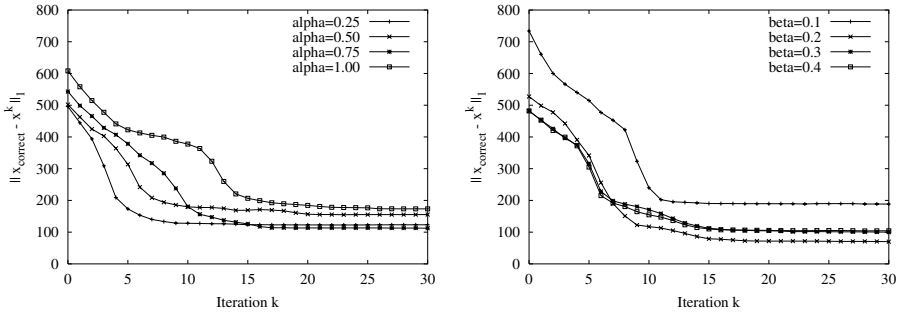 800
700
600
500
400
300
200
100
0
|| x_correct - x^k ||_1
0 5 10 15 20 25 30
Iteration k
alpha=0.25
alpha=0.50
alpha=0.75
alpha=1.00
800
700
600
500
400
300
200
100
0
|| x_correct - x^k ||_1
0 5 10 15 20 25 30
Iteration k
beta=0.1
beta=0.2
beta=0.3
beta=0.4